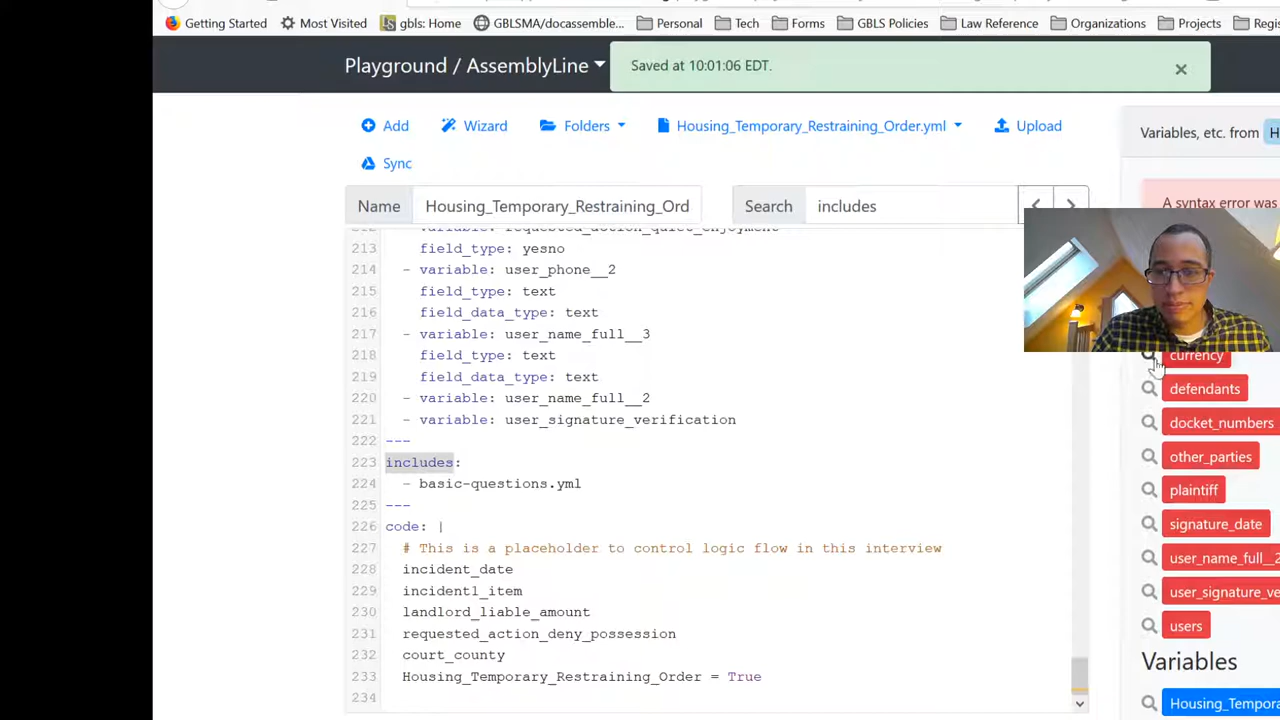 Getting Started Most Visited gbls: Home GBLSMA/docassemble... Personal Tech Forms GBLS Policies Law Reference Organizations Projects Regis
Playground / AssemblyLine Saved at 10:01:06 EDT. ×
Add Wizard Folders Housing_Temporary_Restraining_Order.yml Upload
Variables, etc. from H
Sync
Name Housing_Temporary_Restraining_Ord Search includes
A syntax error was
213 field_type: yesno
214 - variable: user_phone__2
215 field_type: text
216 field_data_type: text
217 - variable: user_name_full__3
218 field_type: text
219 field_data_type: text
220 - variable: user_name_full__2
221 - variable: user_signature_verification
222 ---
223 includes:
224 - basic-questions.yml
225 ---
226 code: |
227 # This is a placeholder to control logic flow in this interview
228 incident_date
229 incident1_item
230 landlord_liable_amount
231 requested_action_deny_possession
232 court_county
233 Housing_Temporary_Restraining_Order = True
234
currency
defendants
docket_numbers
other_parties
plaintiff
signature_date
user_name_full__2
user_signature_ve
users
Variables
Housing_Tempora